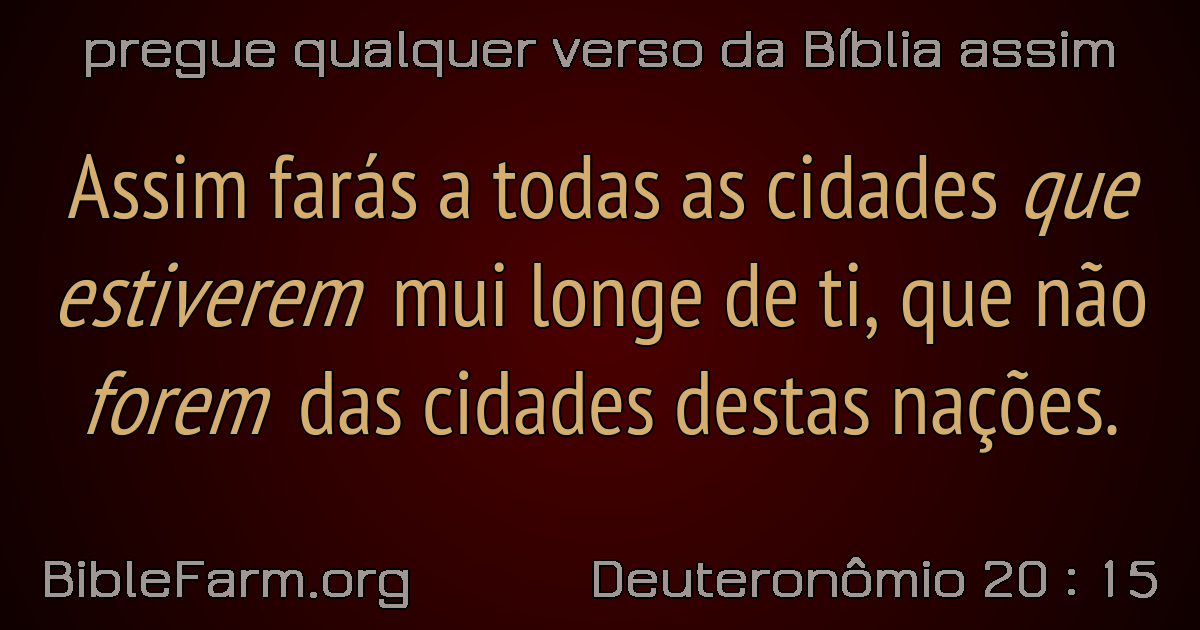 pregue qualquer verso da Bíblia assim
Assim farás a todas as cidades que
estiverem mui longe de ti, que não
forem das cidades destas nações.
BibleFarm.org
Deuteronômio 20 : 15